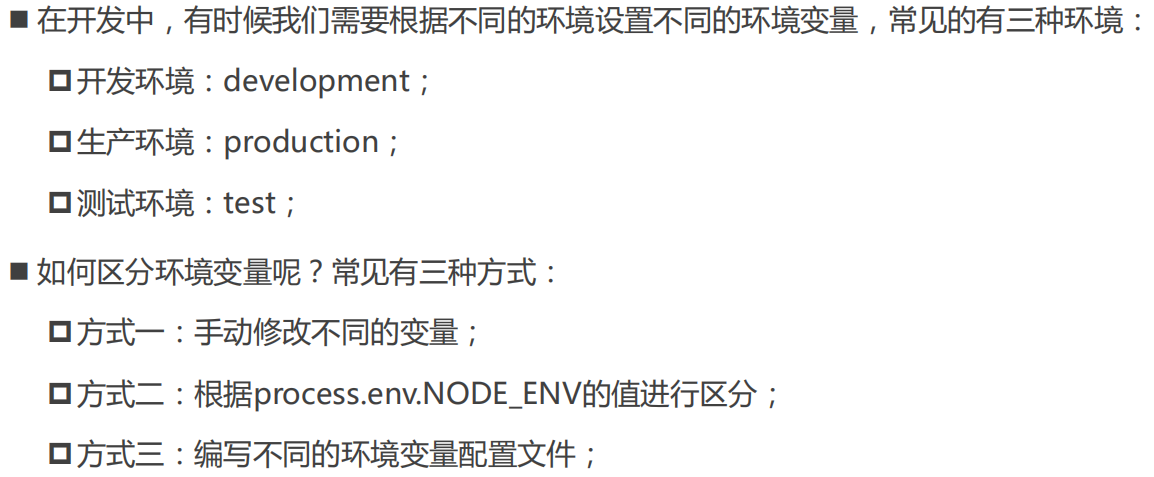 ■ 在开发中，有时候我们需要根据不同的环境设置不同的环境变量，常见的有三种环境：
开发环境：development；
生产环境：production；
测试环境：test；
■ 如何区分环境变量呢？常见有三种方式：
方式一：手动修改不同的变量；
方式二：根据process.env.NODE_ENV的值进行区分；
方式三：编写不同的环境变量配置文件；